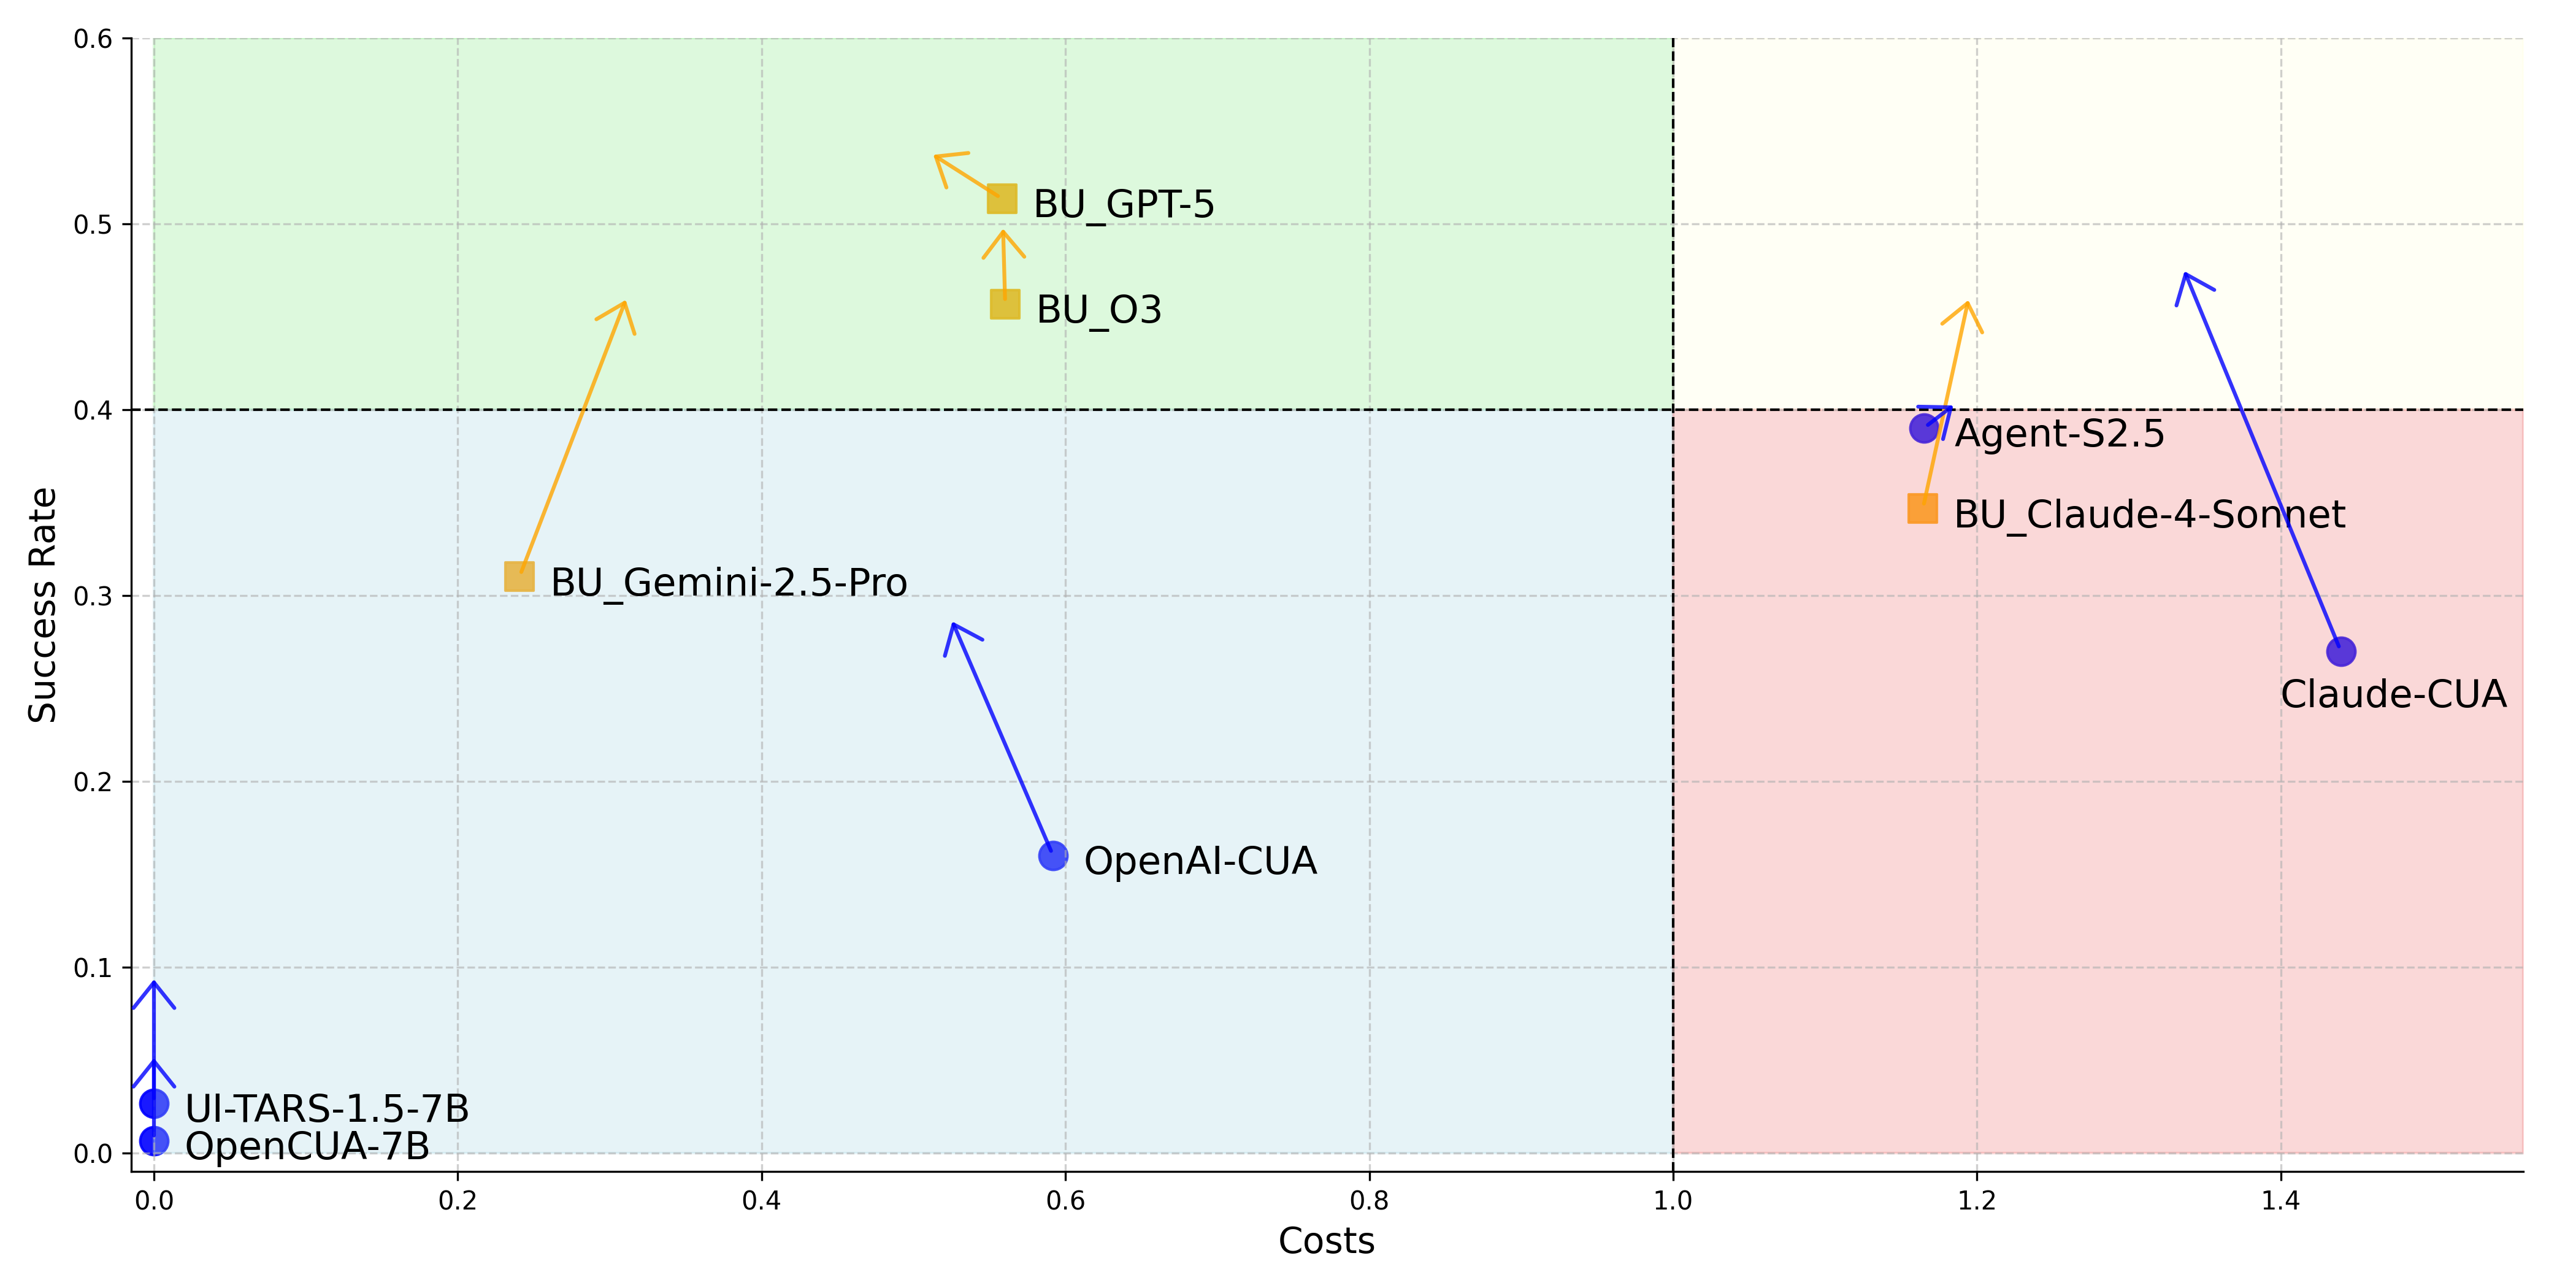 0.6
0.5
0.4
0.3
0.2
0.1
0.0
Success Rate
BU_GPT-5
BU_O3
Agent-S2.5
BU_Claude-4-Sonnet
BU_Gemini-2.5-Pro
Claude-CUA
OpenAI-CUA
UI-TARS-1.5-7B
OpenCUA-7B
0.0 0.2 0.4 0.6 0.8 1.0 1.2 1.4
Costs